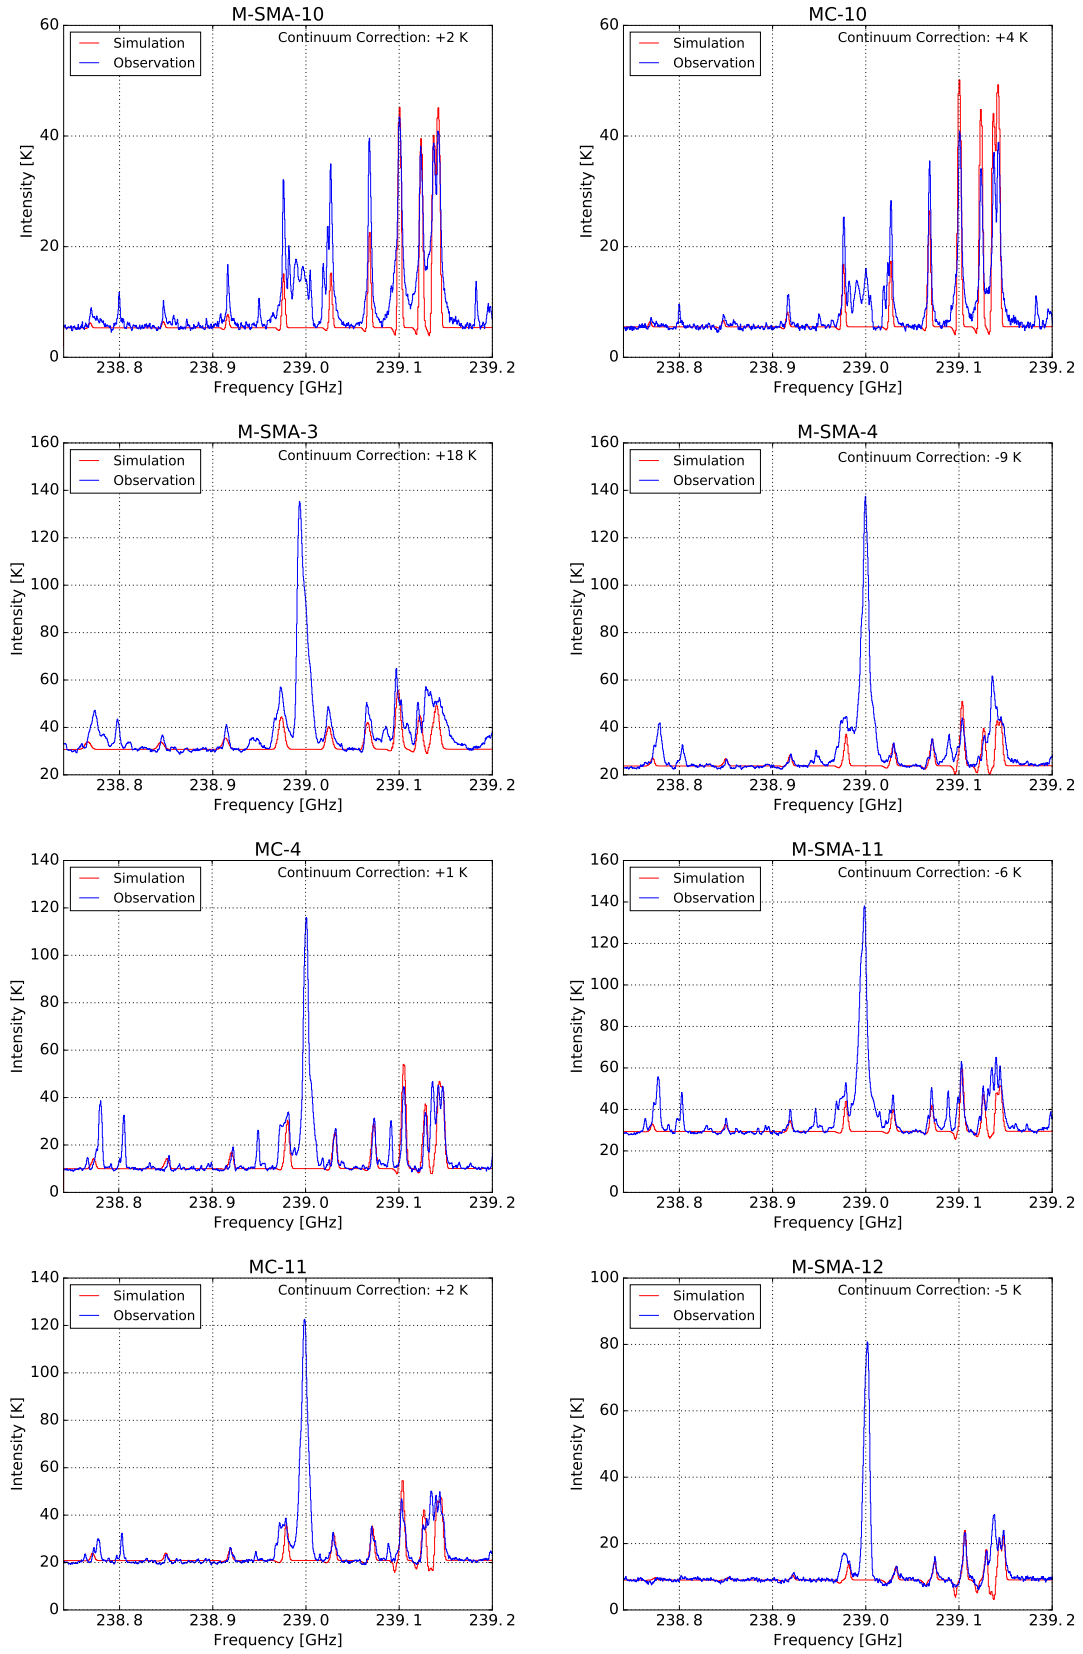 M-SMA-10
Continuum Correction: +2 K
Simulation
Observation
Intensity [K]
60
40
20
0
238.8
238.9
239.0
239.1
239.2
Frequency [GHz]
MC-10
Continuum Correction: +4 K
Simulation
Observation
Intensity [K]
60
40
20
0
238.8
238.9
239.0
239.1
239.2
Frequency [GHz]
M-SMA-3
Continuum Correction: +18 K
Simulation
Observation
Intensity [K]
160
140
120
100
80
60
40
20
238.8
238.9
239.0
239.1
239.2
Frequency [GHz]
M-SMA-4
Continuum Correction: -9 K
Simulation
Observation
Intensity [K]
160
140
120
100
80
60
40
20
238.8
238.9
239.0
239.1
239.2
Frequency [GHz]
MC-4
Continuum Correction: +1 K
Simulation
Observation
Intensity [K]
140
120
100
80
60
40
20
0
238.8
238.9
239.0
239.1
239.2
Frequency [GHz]
M-SMA-11
Continuum Correction: -6 K
Simulation
Observation
Intensity [K]
160
140
120
100
80
60
40
20
0
238.8
238.9
239.0
239.1
239.2
Frequency [GHz]
MC-11
Continuum Correction: +2 K
Simulation
Observation
Intensity [K]
140
120
100
80
60
40
20
0
238.8
238.9
239.0
239.1
239.2
Frequency [GHz]
M-SMA-12
Continuum Correction: -5 K
Simulation
Observation
Intensity [K]
100
80
60
40
20
0
238.8
238.9
239.0
239.1
239.2
Frequency [GHz]